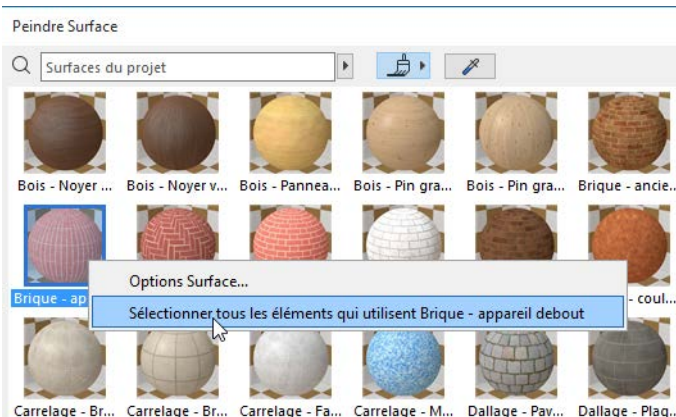 Peindre Surface
Surfaces du projet
Bois - Noyer ... Bois - Noyer v... Bois - Pannea... Bois - Pin gra... Bois - Pin gra... Brique - ancie...
Brique - ap
- coul...
Options Surface...
Sélectionner tous les éléments qui utilisent Brique - appareil debout
Carrelage - Br... Carrelage - Br... Carrelage - Fa... Carrelage - M... Dallage - Pav... Dallage - Plaq...